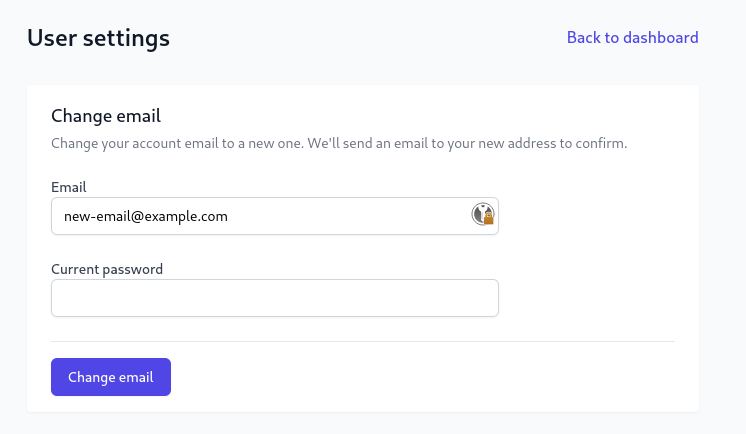 User settings
Back to dashboard
Change email
Change your account email to a new one. We'll send an email to your new address to confirm.
Email
new-email@example.com
Current password
Change email